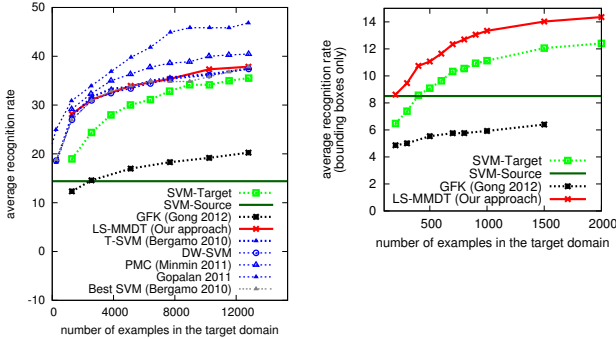 average recognition rate
50
40
30
20
10
0
-10
0
4000
8000
12000
number of examples in the target domain
SVM-Target
SVM-Source
GFK (Gong 2012)
LS-MMDT (Our approach)
T-SVM (Bergamo 2010)
DW-SVM
PMC (Minmin 2011)
Gopalan 2011
Best SVM (Bergamo 2010)
average recognition rate
(bounding boxes only)
14
12
10
8
6
4
2
0
500
1000
1500
2000
number of examples in the target domain
SVM-Target
SVM-Source
GFK (Gong 2012)
LS-MMDT (Our approach)